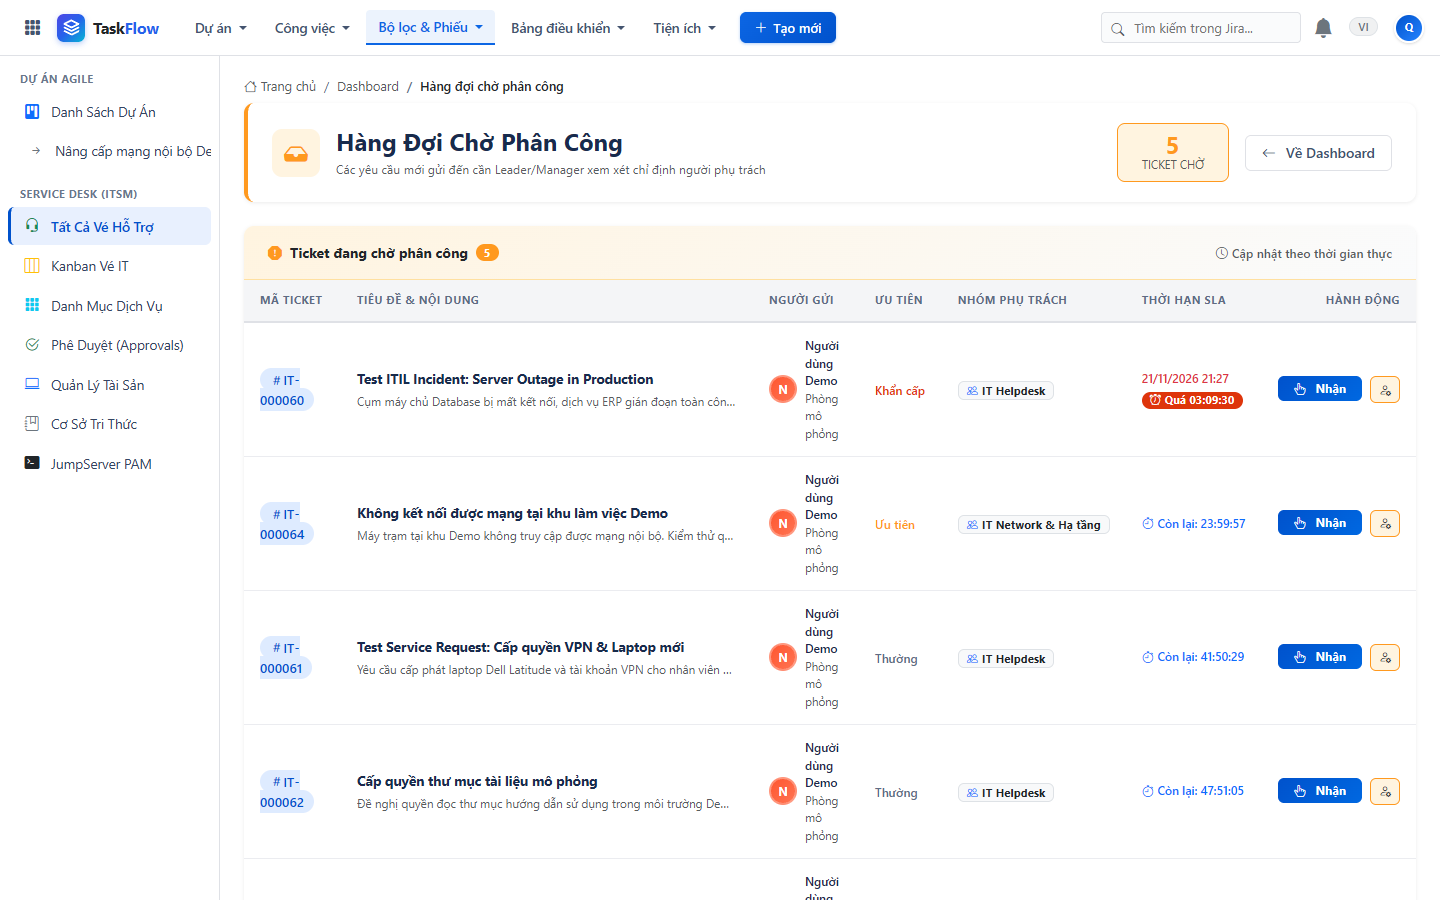 TaskFlow
Dự án
Công việc
Bộ lọc & Phiếu
Bảng điều khiển
Tiện ích
+ Tạo mới
Tìm kiếm trong Jira...
VI
Q
DỰ ÁN AGILE
Danh Sách Dự Án
→ Nâng cấp mạng nội bộ De
SERVICE DESK (ITSM)
Tất Cả Vé Hỗ Trợ
Kanban Vé IT
Danh Mục Dịch Vụ
Phê Duyệt (Approvals)
Quản Lý Tài Sản
Cơ Sở Tri Thức
JumpServer PAM
Trang chủ / Dashboard / Hàng đợi chờ phân công
Hàng Đợi Chờ Phân Công
Các yêu cầu mới gửi đến cần Leader/Manager xem xét chỉ định người phụ trách
5
TICKET CHỜ
← Về Dashboard
Ticket đang chờ phân công 5
Cập nhật theo thời gian thực
MÃ TICKET
TIÊU ĐỀ & NỘI DUNG
NGƯỜI GỬI
ƯU TIÊN
NHÓM PHỤ TRÁCH
THỜI HẠN SLA
HÀNH ĐỘNG
# IT-
000060
Test ITIL Incident: Server Outage in Production
Cụm máy chủ Database bị mất kết nối, dịch vụ ERP gián đoạn toàn côn...
N
Người
dùng
Demo
Phòng
mô
phỏng
Khẩn cấp
IT Helpdesk
21/11/2026 21:27
Quá 03:09:30
Nhận
# IT-
000064
Không kết nối được mạng tại khu làm việc Demo
Máy trạm tại khu Demo không truy cập được mạng nội bộ. Kiểm thử q...
N
Người
dùng
Demo
Phòng
mô
phỏng
Ưu tiên
IT Network & Hạ tầng
Còn lại: 23:59:57
Nhận
# IT-
000061
Test Service Request: Cấp quyền VPN & Laptop mới
Yêu cầu cấp phát laptop Dell Latitude và tài khoản VPN cho nhân viên ...
N
Người
dùng
Demo
Phòng
mô
phỏng
Thường
IT Helpdesk
Còn lại: 41:50:29
Nhận
# IT-
000062
Cấp quyền thư mục tài liệu mô phỏng
Đề nghị quyền đọc thư mục hướng dẫn sử dụng trong môi trường De...
N
Người
dùng
Demo
Phòng
mô
phỏng
Thường
IT Helpdesk
Còn lại: 47:51:05
Nhận
Người
dùng